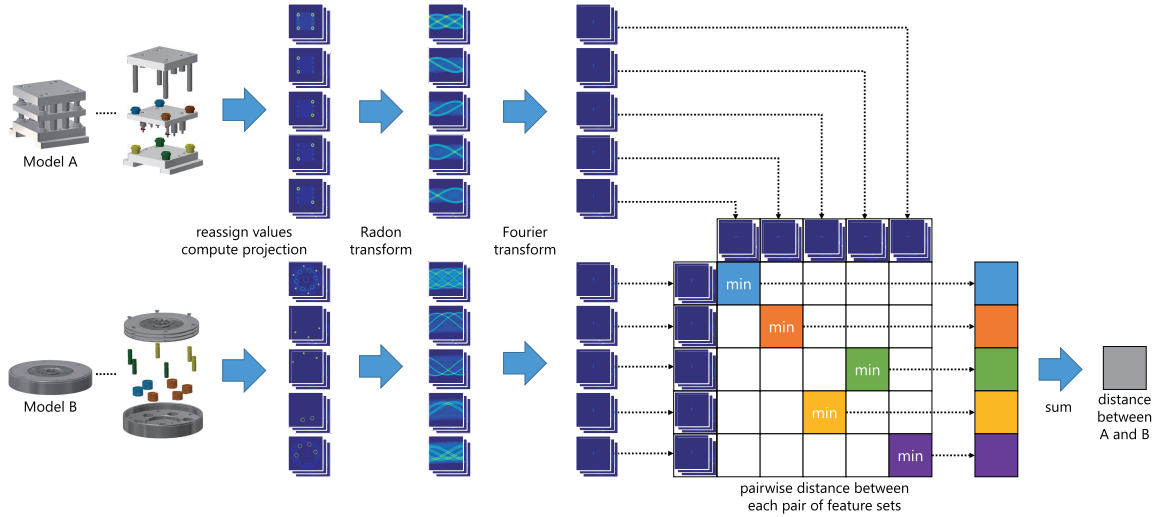 Model A
reassign values
compute projection
Radon
transform
Fourier
transform
min
min
min
min
min
Model B
sum
distance
between
A and B
pairwise distance between
each pair of feature sets